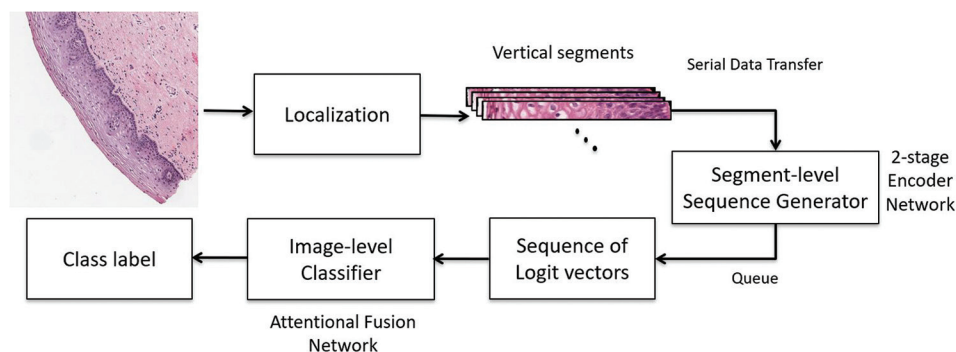 Localization
Vertical segments
Serial Data Transfer
Segment-level
Sequence Generator
2-stage
Encoder
Network
Queue
Sequence of
Logit vectors
Image-level
Classifier
Attentional Fusion
Network
Class label